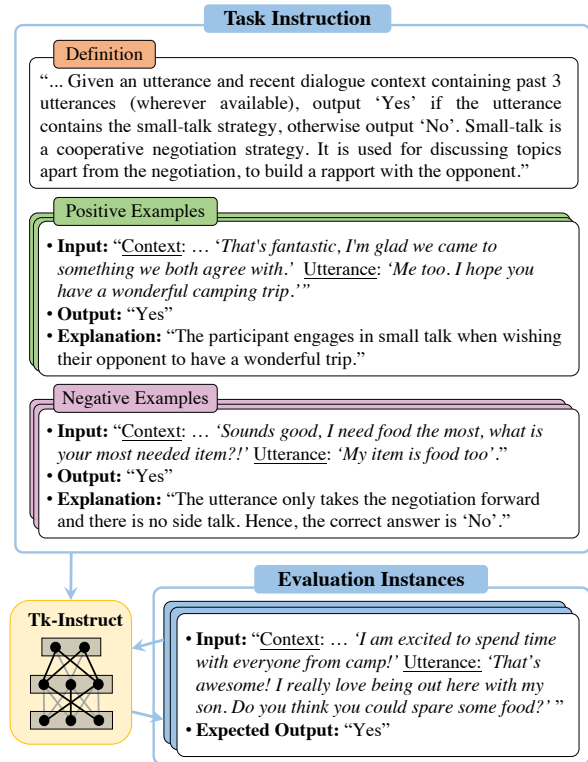 Task Instruction
Definition
“... Given an utterance and recent dialogue context containing past 3
utterances (wherever available), output ‘Yes’ if the utterance
contains the small-talk strategy, otherwise output ‘No’. Small-talk is
a cooperative negotiation strategy. It is used for discussing topics
apart from the negotiation, to build a rapport with the opponent.”
Positive Examples
• Input: “Context: … ‘That's fantastic, I'm glad we came to
something we both agree with.’ Utterance: ‘Me too. I hope you
have a wonderful camping trip.’”
• Output: “Yes”
• Explanation: “The participant engages in small talk when wishing
their opponent to have a wonderful trip.”
Negative Examples
• Input: “Context: … ‘Sounds good, I need food the most, what is
your most needed item?!’ Utterance: ‘My item is food too’.”
• Output: “Yes”
• Explanation: “The utterance only takes the negotiation forward
and there is no side talk. Hence, the correct answer is ‘No’.”
Tk-Instruct
Evaluation Instances
• Input: “Context: … ‘I am excited to spend time
with everyone from camp!’ Utterance: ‘That’s
awesome! I really love being out here with my
son. Do you think you could spare some food?’ ”
• Expected Output: “Yes”